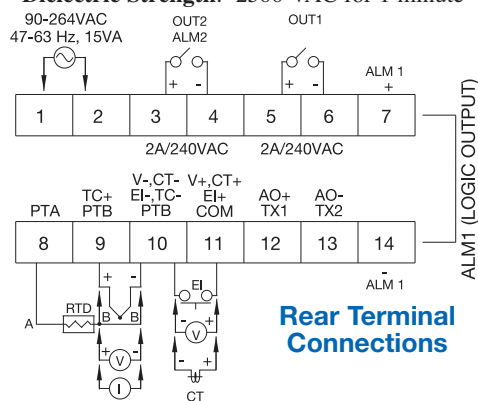 Dielectric Strength: 2500 VAC for 1 minute
90-264VAC
47-63 Hz, 15VA
OUT2
ALM2
OUT1
ALM 1
+ - + - +
1 2 3 4 5 6 7
2A/240VAC 2A/240VAC
ALM1 (LOGIC OUTPUT)
PTA
TC+
PTB
V-,CT-
EI-,TC-
PTB
V+,CT+
EI+
COM
AO+
TX1
AO-
TX2
8 9 10 11 12 13 14
-
ALM 1
+ -
EI
RTD
A B B
- V +
+ V -
- +
I
CT
Rear Terminal
Connections